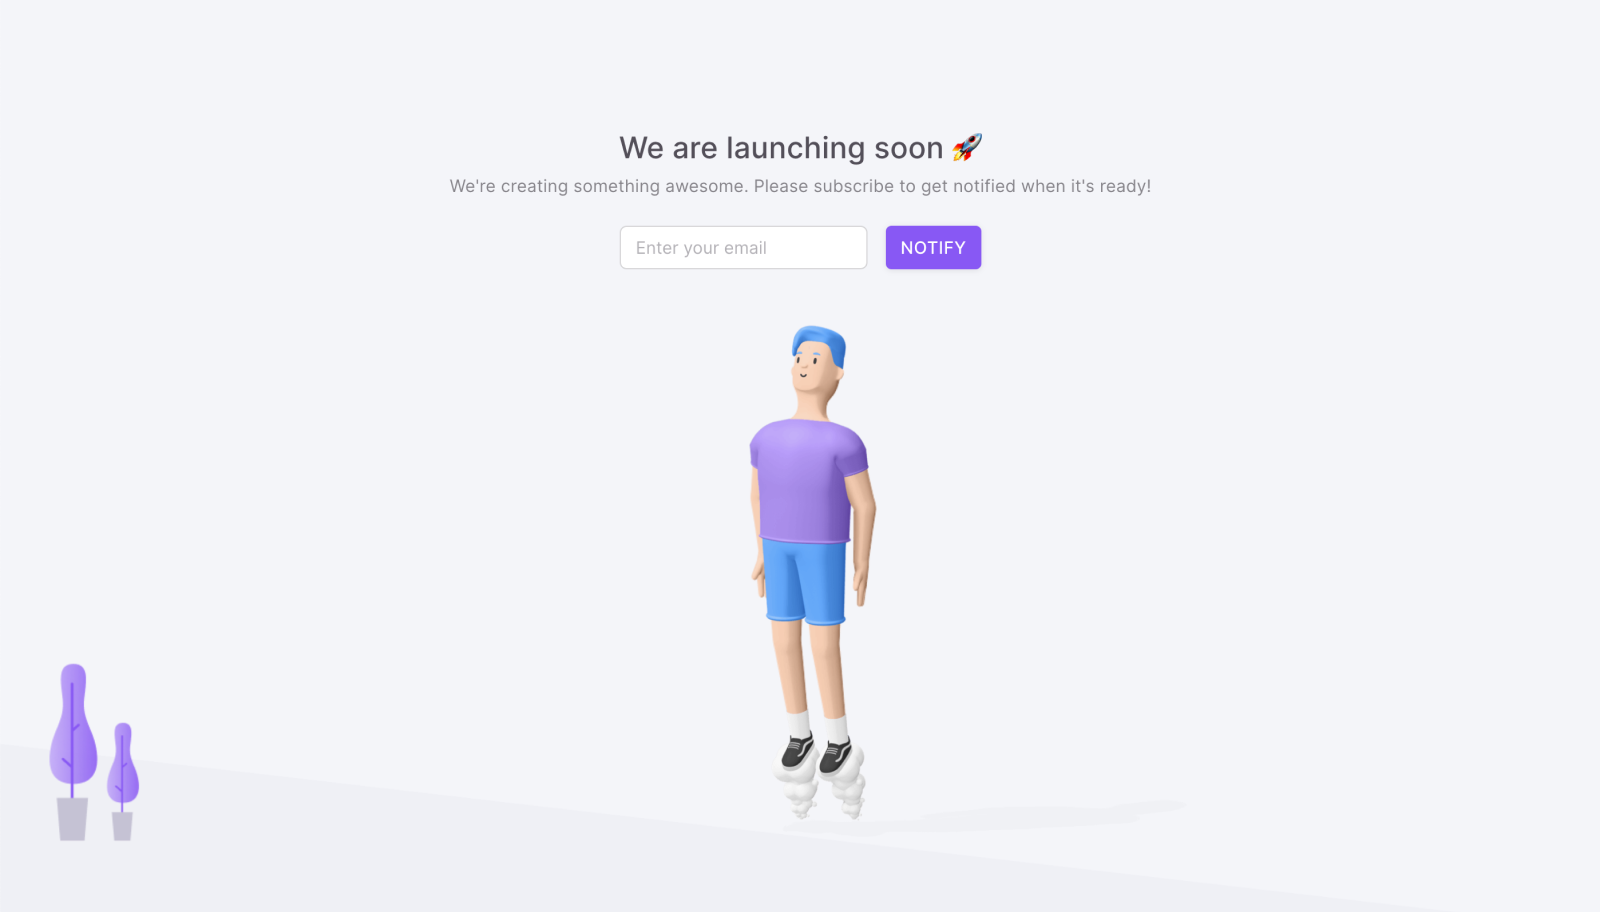 We are launching soon 🚀
We're creating something awesome. Please subscribe to get notified when it's ready!
Enter your email
NOTIFY